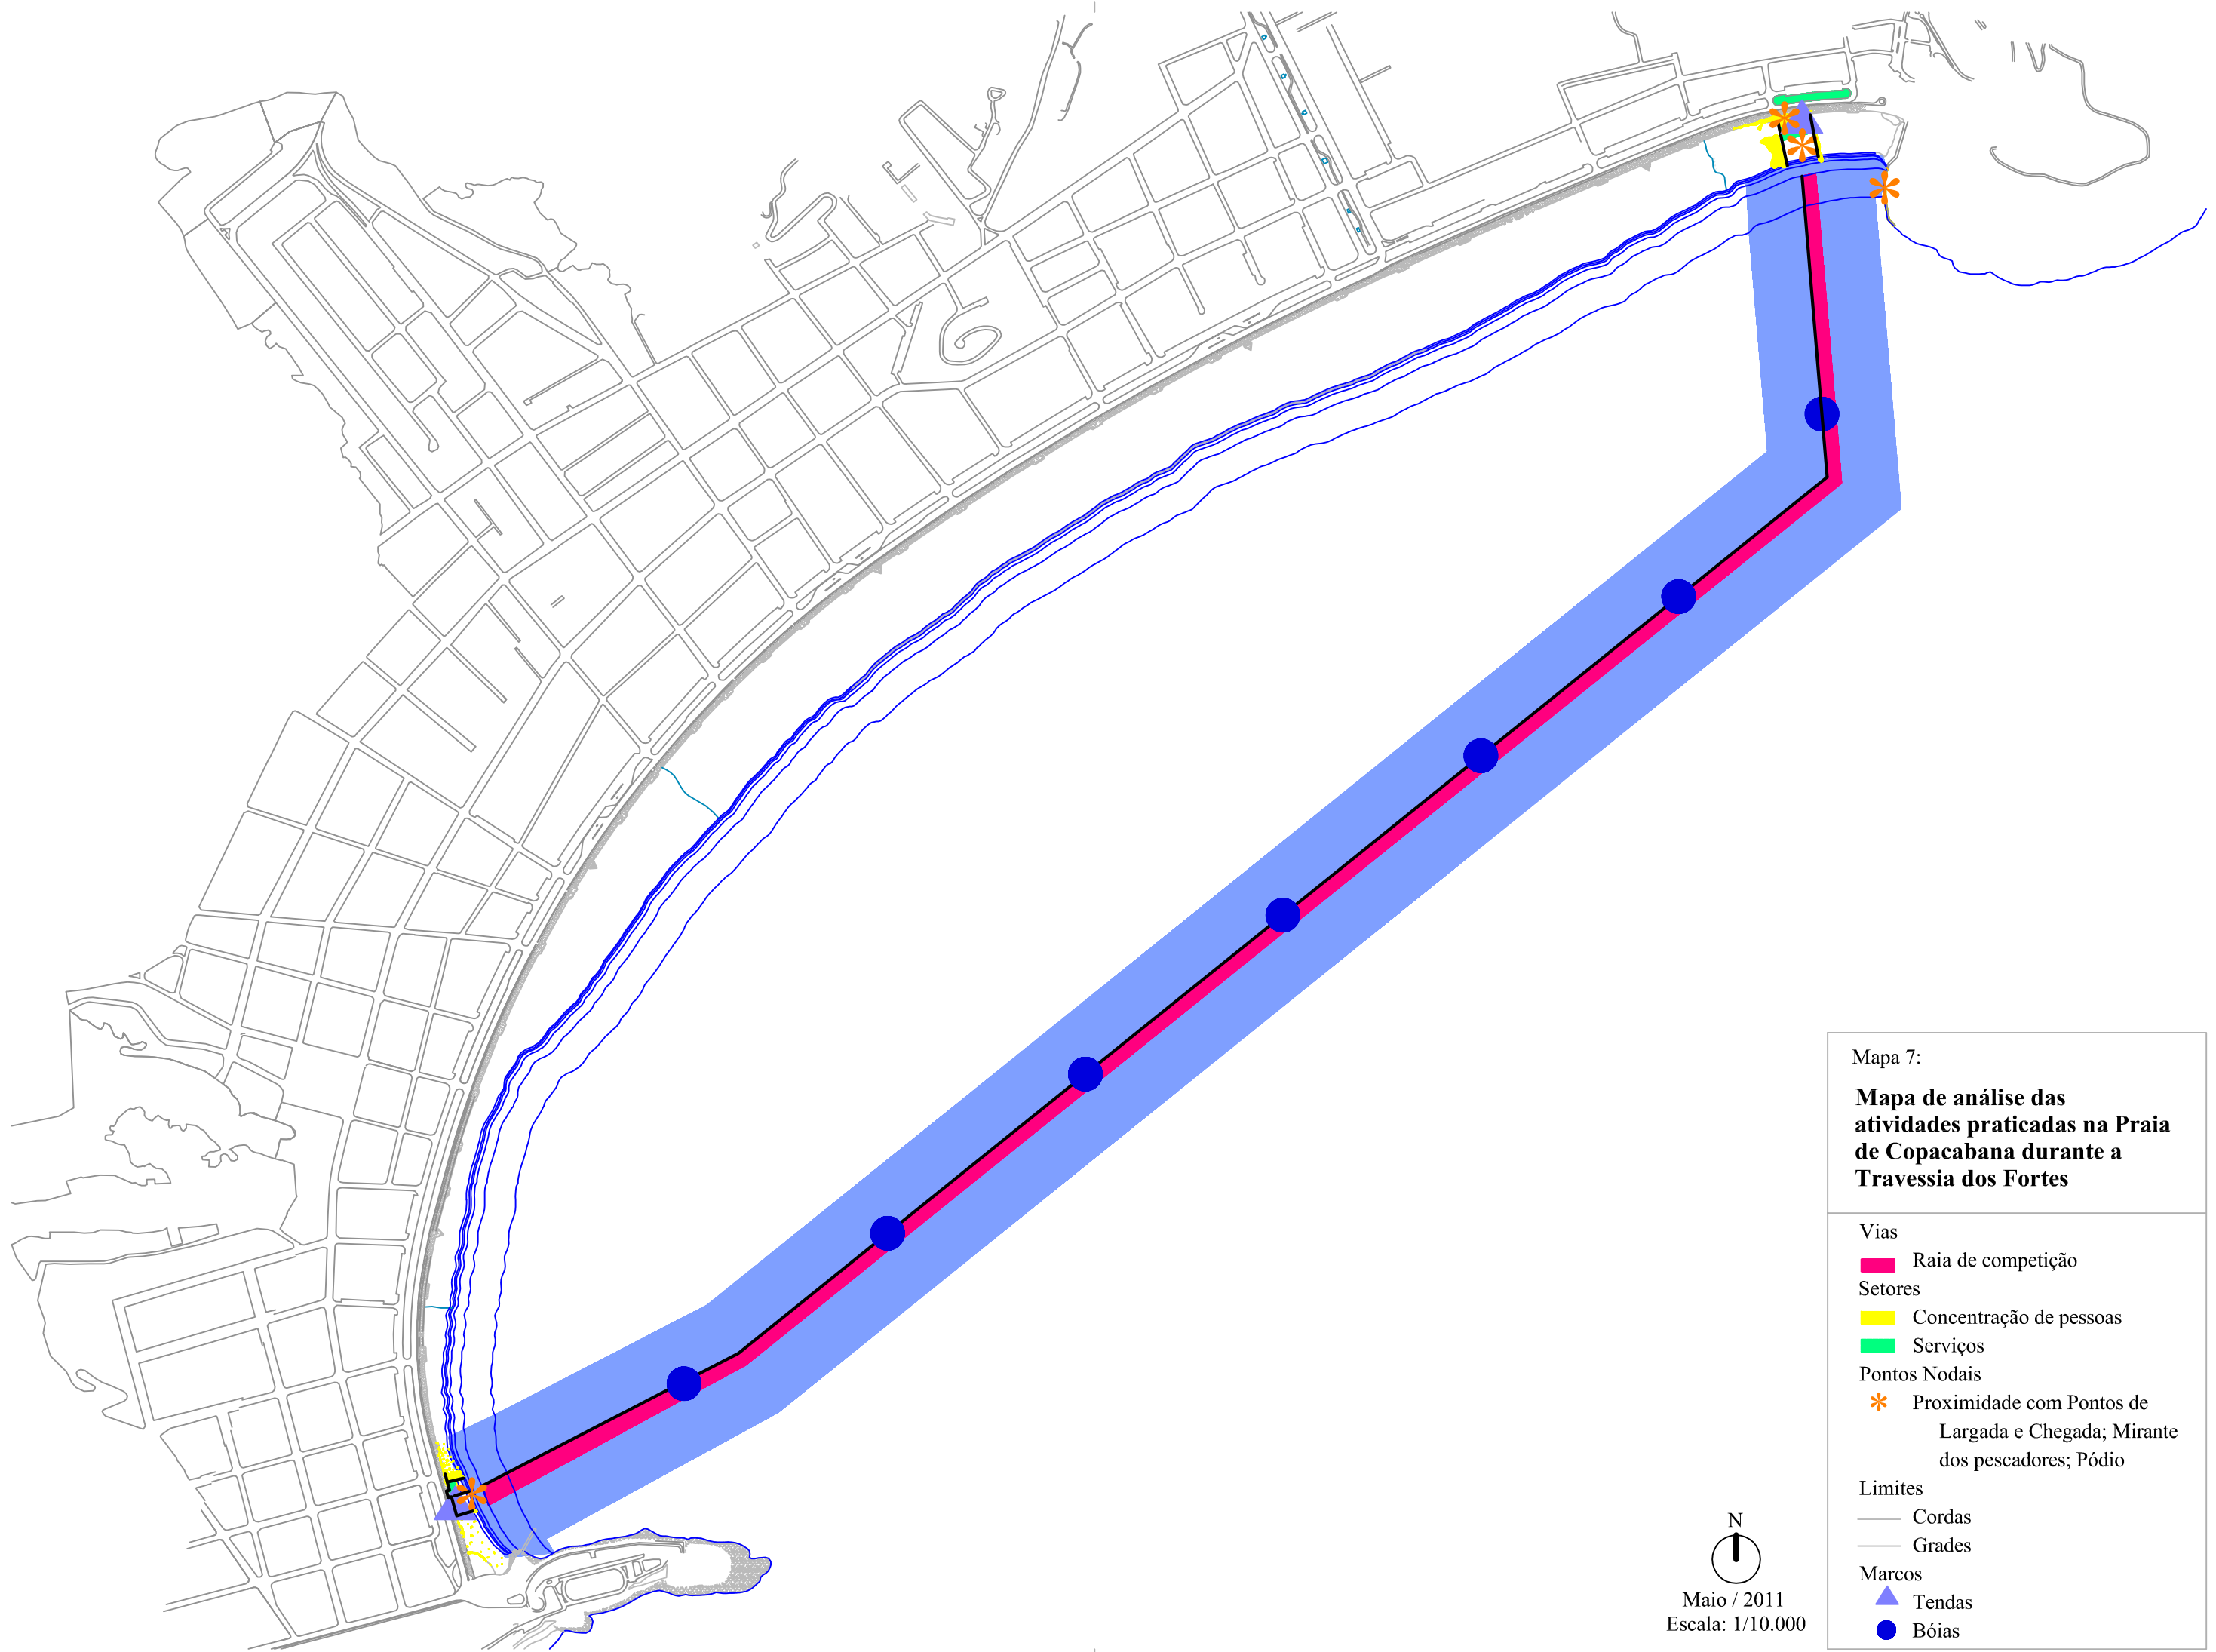 Mapa 7:
Mapa de análise das
atividades praticadas na Praia
de Copacabana durante a
Travessia dos Fortes
Vias
Raia de competição
Setores
Concentração de pessoas
Serviços
Pontos Nodais
Proximidade com Pontos de
Largada e Chegada; Mirante
dos pescadores; Pódio
Limites
Cordas
Grades
Marcos
Tendas
Bóias
N
Maio / 2011
Escala: 1/10.000